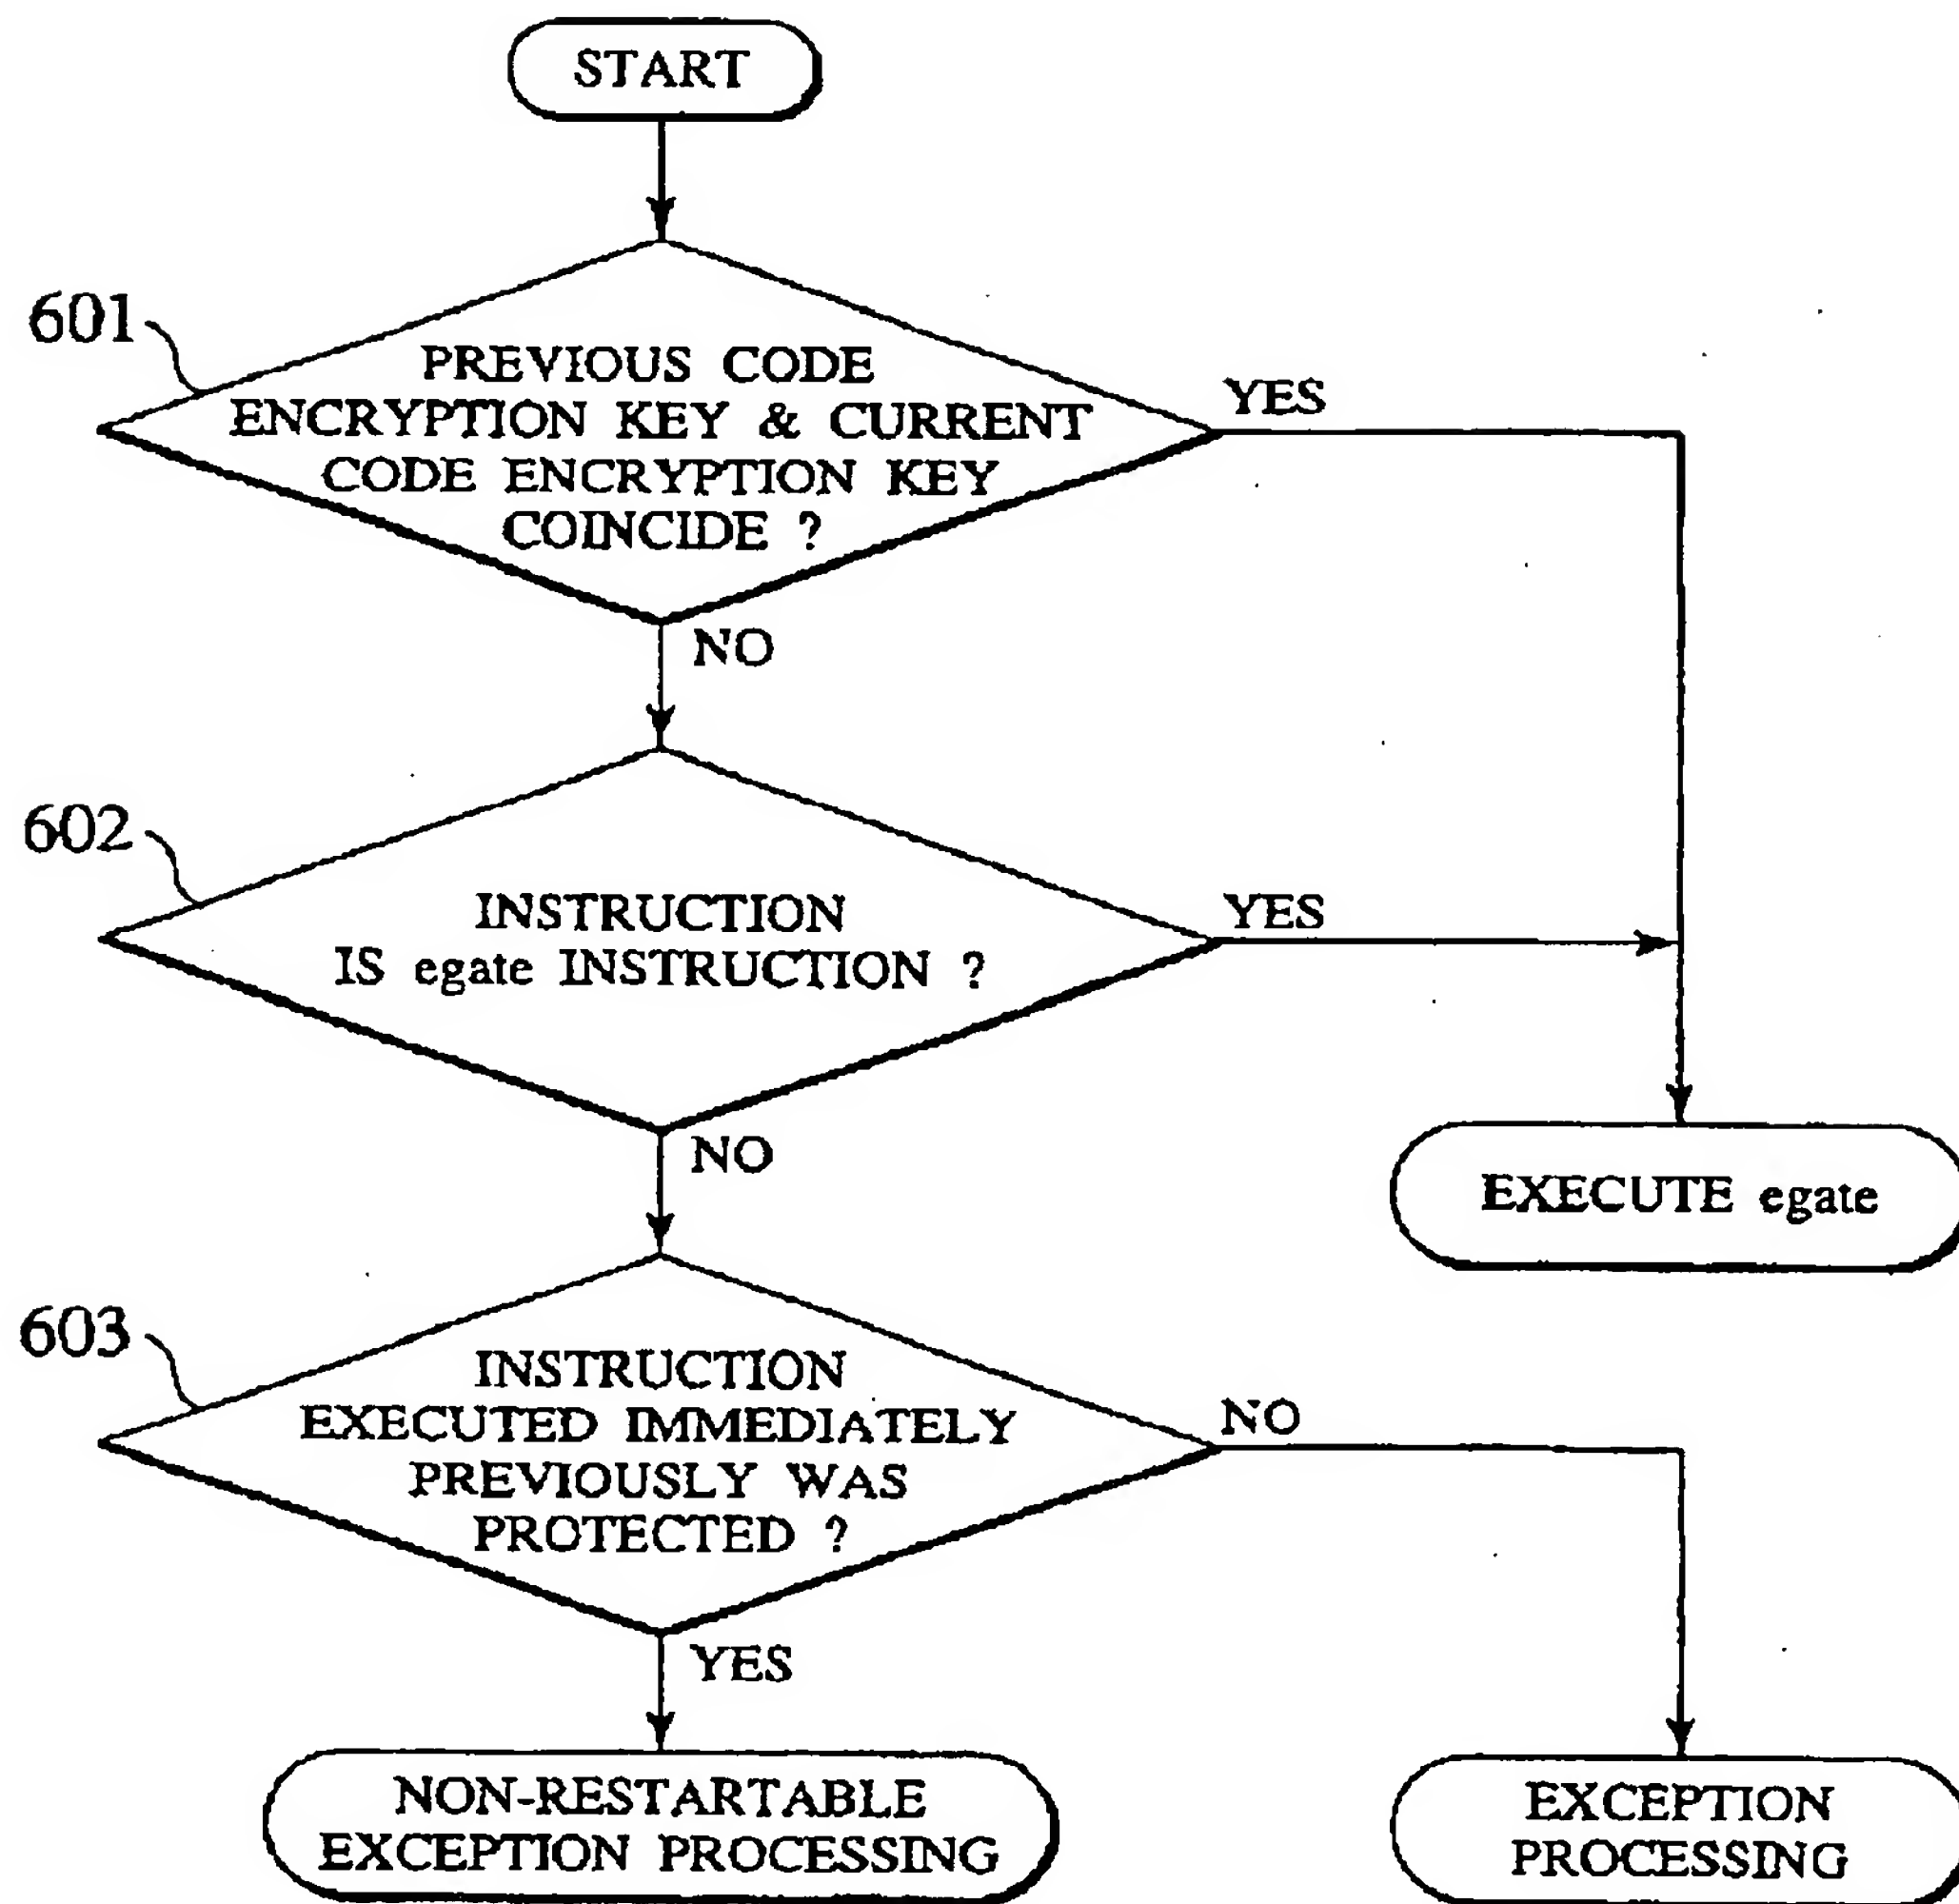 START
601
PREVIOUS CODE
ENCRYPTION KEY & CURRENT
CODE ENCRYPTION KEY
COINCIDE ?
YES
NO
602
INSTRUCTION
IS egate INSTRUCTION ?
YES
NO
EXECUTE egate
603
INSTRUCTION
EXECUTED IMMEDIATELY
PREVIOUSLY WAS
PROTECTED ?
NO
YES
NON-RESTARTABLE
EXCEPTION PROCESSING
EXCEPTION
PROCESSING